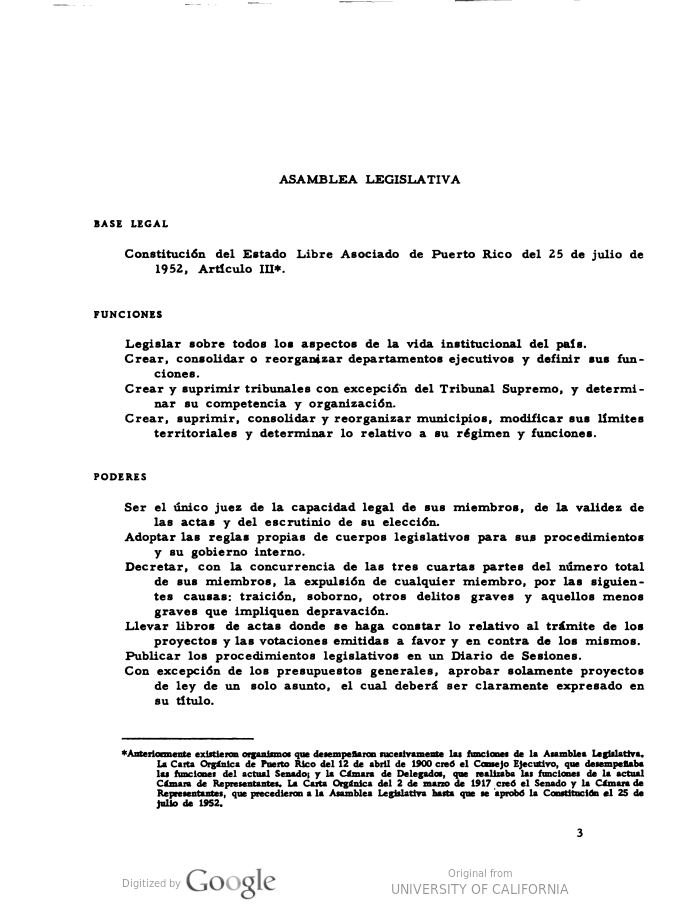 ASAMBLEA LEGISLATIVA
BASE LEGAL
Constitución del Estado Libre Asociado de Puerto Rico del 25 de julio de
1952, Artículo III*.
FUNCIONES
Legislar sobre todos los aspectos de la vida institucional del país.
Crear, consolidar o reorganizar departamentos ejecutivos y definir sus fun-
ciones.
Crear y suprimir tribunales con excepción del Tribunal Supremo, y determi-
nar su competencia y organización.
Crear, suprimir, consolidar y reorganizar municipios, modificar sus límites
territoriales y determinar lo relativo a su régimen y funciones.
PODERES
Ser el único juez de la capacidad legal de sus miembros, de la validez de
las actas y del escrutinio de su elección.
Adoptar las reglas propias de cuerpos legislativos para sus procedimientos
y su gobierno interno.
Decretar, con la concurrencia de las tres cuartas partes del número total
de sus miembros, la expulsión de cualquier miembro, por las siguien-
tes causas: traición, soborno, otros delitos graves y aquellos menos
graves que impliquen depravación.
Llevar libros de actas donde se haga constar lo relativo al trámite de los
proyectos y las votaciones emitidas a favor y en contra de los mismos.
Publicar los procedimientos legislativos en un Diario de Sesiones.
Con excepción de los presupuestos generales, aprobar solamente proyectos
de ley de un solo asunto, el cual deberá ser claramente expresado en
su título.
*Anteriormente existieron organismos que desempeñaron sucesivamente las funciones de la Asamblea Legislativa.
La Carta Orgánica de Puerto Rico del 12 de abril de 1900 creó el Consejo Ejecutivo, que desempeñaba
las funciones del actual Senado; y la Cámara de Delegados, que realizaba las funciones de la actual
Cámara de Representantes. La Carta Orgánica del 2 de marzo de 1917 creó el Senado y la Cámara de
Representantes, que precedieron a la Asamblea Legislativa hasta que se aprobó la Constitución el 25 de
julio de 1952.
3
Digitized by Google
Original from
UNIVERSITY OF CALIFORNIA